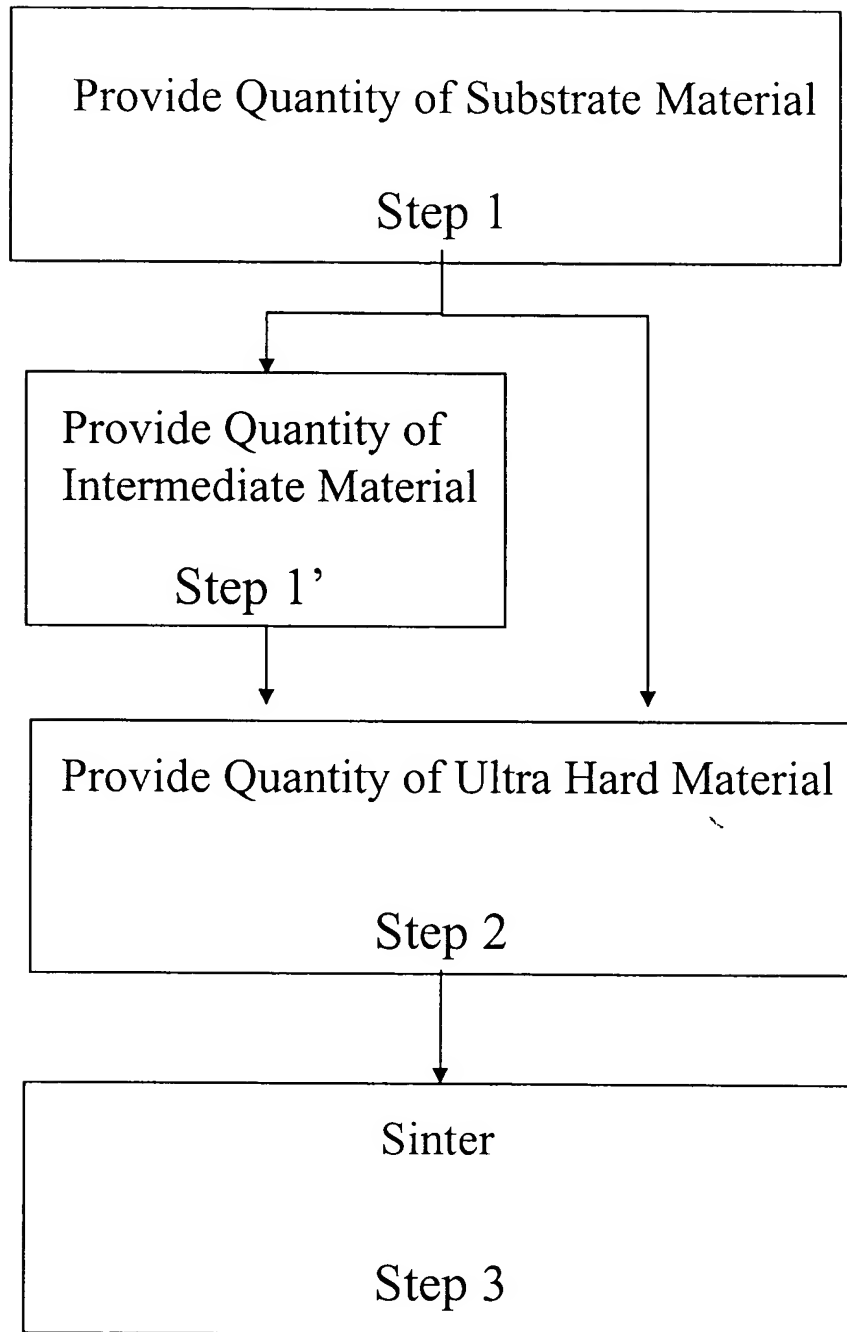 Provide Quantity of Substrate Material
Step 1
Provide Quantity of
Intermediate Material
Step 1’
Provide Quantity of Ultra Hard Material
Step 2
Sinter
Step 3